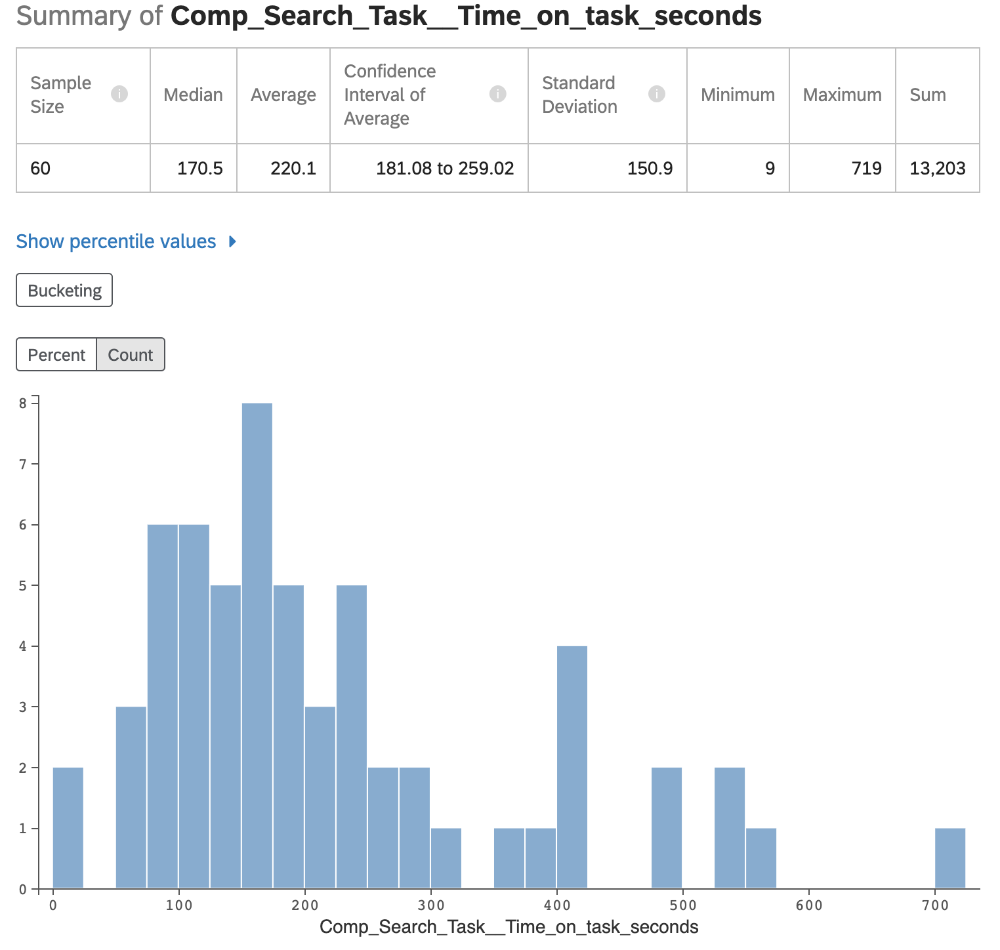 Summary of Comp_Search_Task__Time_on_task_seconds
Sample Size
Median
Average
Confidence Interval of Average
Standard Deviation
Minimum
Maximum
Sum
60
170.5
220.1
181.08 to 259.02
150.9
9
719
13,203
Show percentile values
Bucketing
Percent
Count
8
7
6
5
4
3
2
1
0
0 100 200 300 400 500 600 700
Comp_Search_Task__Time_on_task_seconds